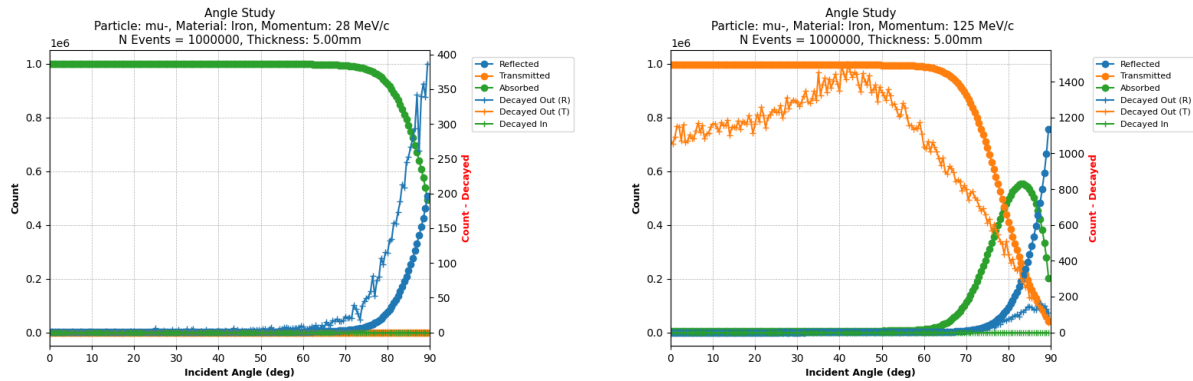 Angle Study
Particle: mu-, Material: Iron, Momentum: 28 MeV/c
N Events = 1000000, Thickness: 5.00mm
1e6
1.0
0.8
0.6
0.4
0.2
0.0
Count
0 10 20 30 40 50 60 70 80 90
Incident Angle (deg)
400
350
300
250
200
150
100
50
0
Count - Decayed
Reflected
Transmitted
Absorbed
Decayed Out (R)
Decayed Out (T)
Decayed In
Angle Study
Particle: mu-, Material: Iron, Momentum: 125 MeV/c
N Events = 1000000, Thickness: 5.00mm
1e6
1.0
0.8
0.6
0.4
0.2
0.0
Count
0 10 20 30 40 50 60 70 80 90
Incident Angle (deg)
1400
1200
1000
800
600
400
200
0
Count - Decayed
Reflected
Transmitted
Absorbed
Decayed Out (R)
Decayed Out (T)
Decayed In